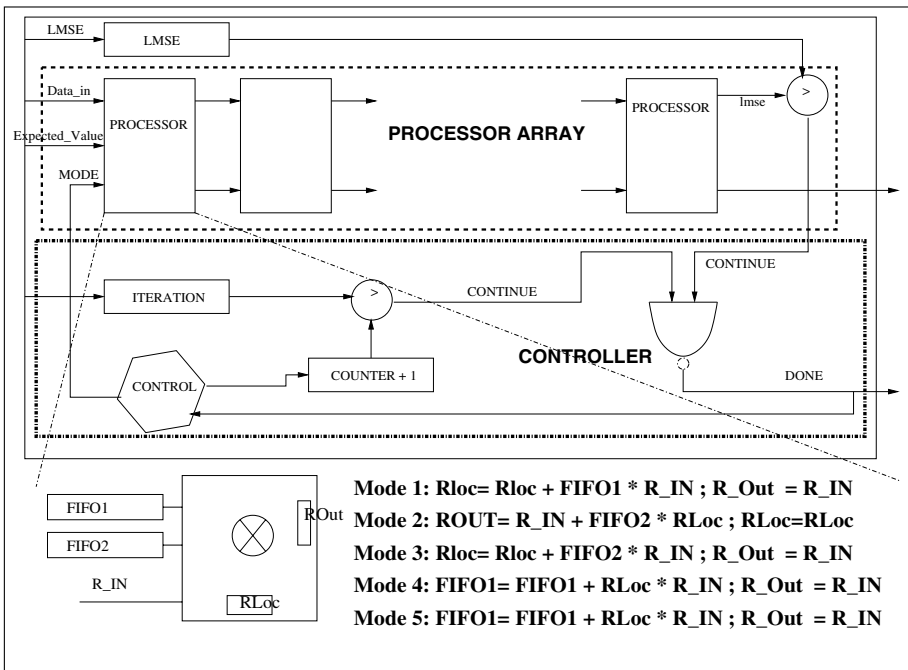 LMSE
LMSE
Data_in
PROCESSOR
Expected_Value
MODE
PROCESSOR ARRAY
PROCESSOR
lmse
>
CONTINUE
ITERATION
>
CONTINUE
CONTROLLER
CONTROL
COUNTER + 1
DONE
FIFO1
FIFO2
R_IN
ROut
RLoc
Mode 1: Rloc= Rloc + FIFO1 * R_IN ; R_Out = R_IN
Mode 2: ROUT= R_IN + FIFO2 * RLoc ; RLoc=RLoc
Mode 3: Rloc= Rloc + FIFO2 * R_IN ; R_Out = R_IN
Mode 4: FIFO1= FIFO1 + RLoc * R_IN ; R_Out = R_IN
Mode 5: FIFO1= FIFO1 + RLoc * R_IN ; R_Out = R_IN